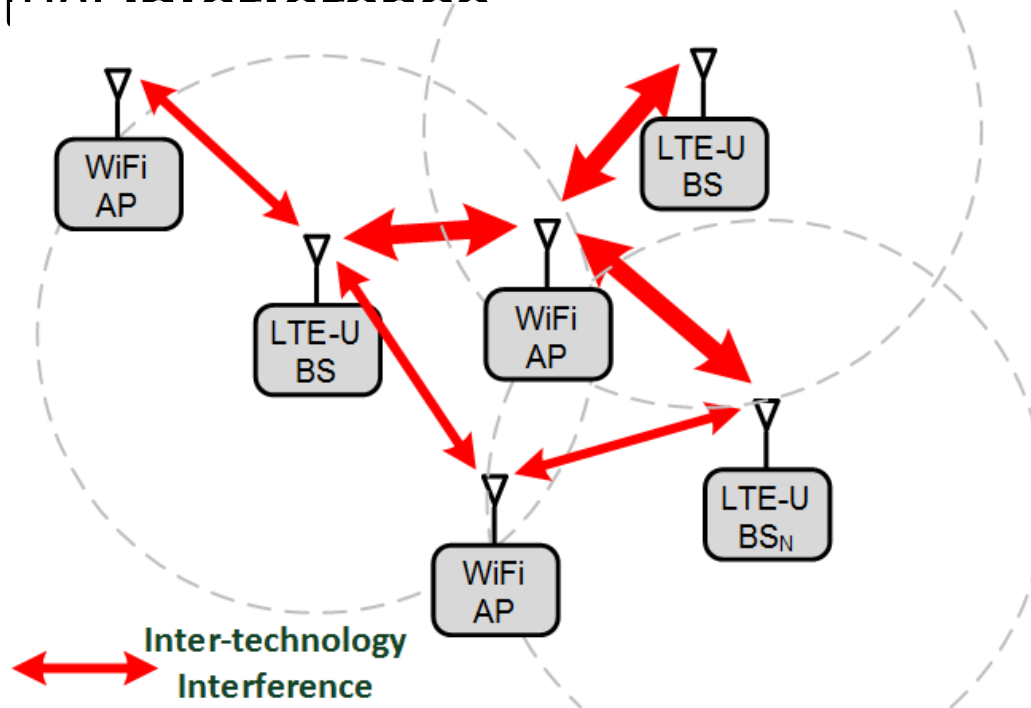 WiFi
AP
LTE-U
BS
LTE-U
BS
WiFi
AP
LTE-U
BSN
WiFi
AP
Inter-technology
Interference